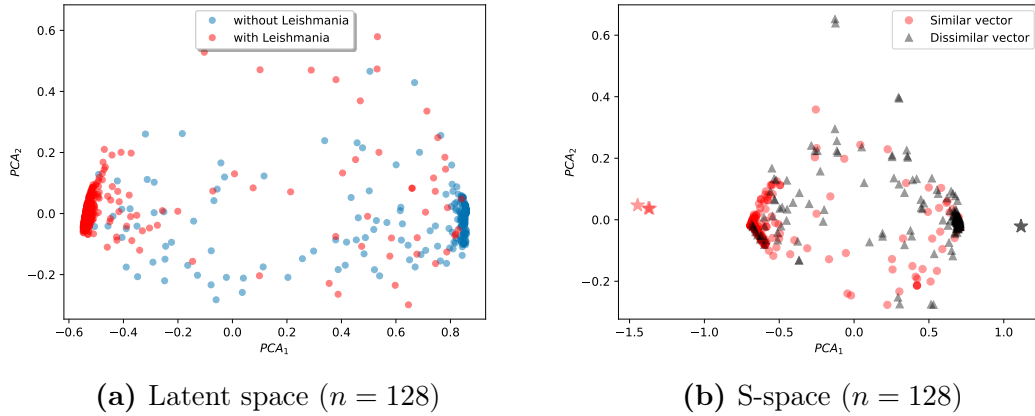 0.6
0.4
0.2
0.0
−0.2
PCA₂
without Leishmania
with Leishmania
−0.6
−0.4
−0.2
0.0
0.2
0.4
0.6
0.8
PCA₁
(a) Latent space (n = 128)
0.6
0.4
0.2
0.0
−0.2
PCA₂
Similar vector
Dissimilar vector
−1.5
−1.0
−0.5
0.0
0.5
1.0
PCA₁
(b) S-space (n = 128)